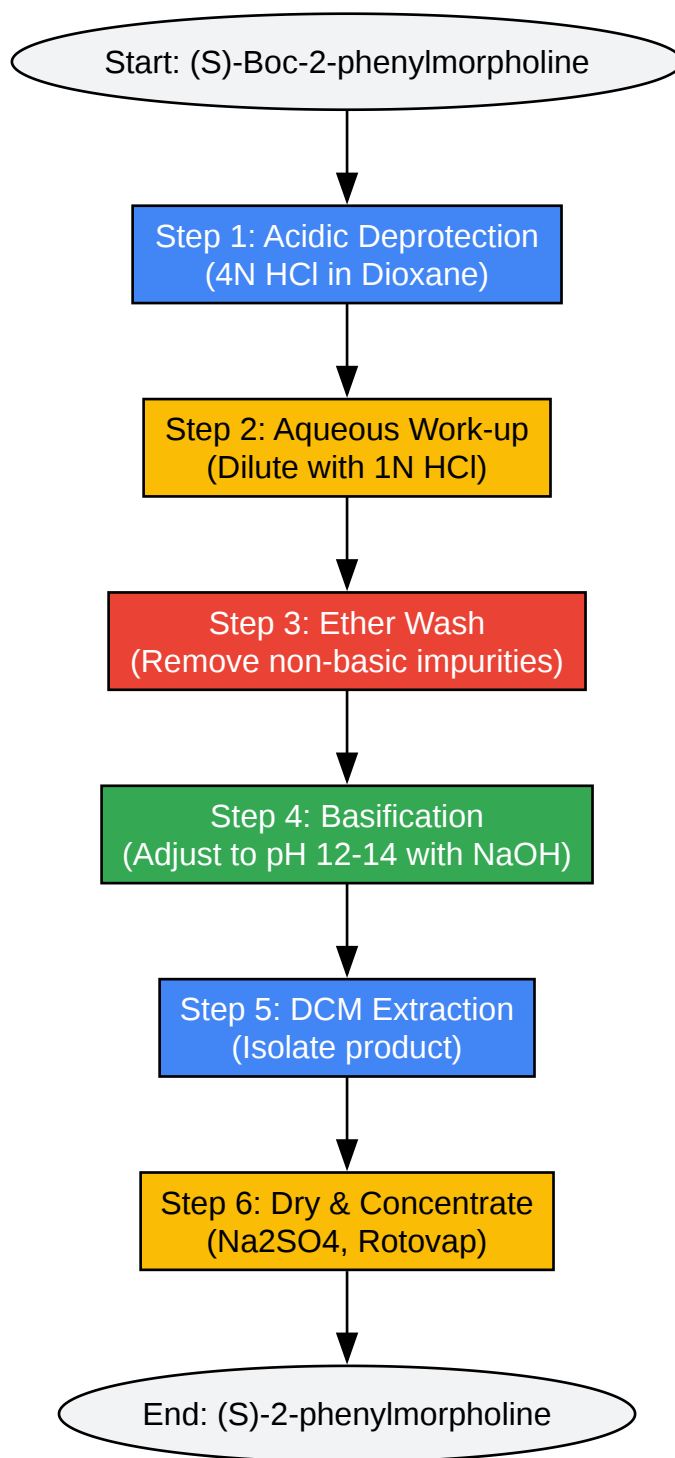 Start: (S)-Boc-2-phenylmorpholine
Step 1: Acidic Deprotection
(4N HCl in Dioxane)
Step 2: Aqueous Work-up
(Dilute with 1N HCl)
Step 3: Ether Wash
(Remove non-basic impurities)
Step 4: Basification
(Adjust to pH 12-14 with NaOH)
Step 5: DCM Extraction
(Isolate product)
Step 6: Dry & Concentrate
(Na2SO4, Rotovap)
End: (S)-2-phenylmorpholine